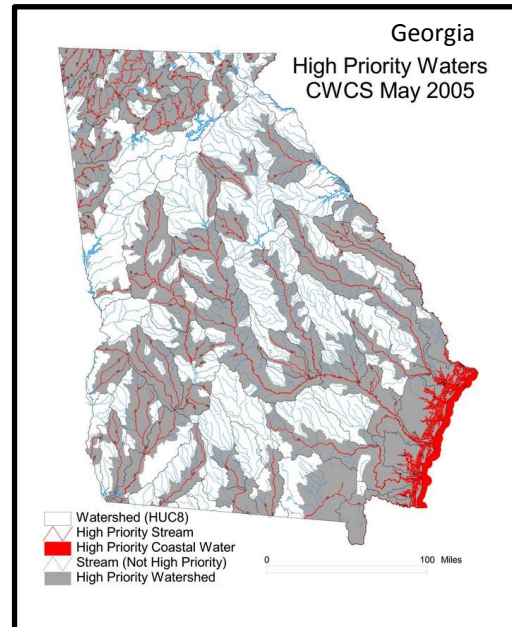 Georgia
High Priority Waters
CWCS May 2005
Watershed (HUC8)
High Priority Stream
High Priority Coastal Water
Stream (Not High Priority)
High Priority Watershed
0 100 Miles